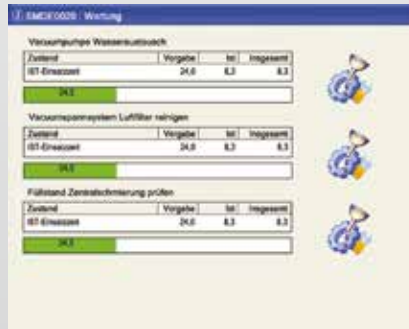 SMDE0020 : Wartung
Vacuumpumpe Wasseraustausch
Zustand Vorgabe Ist Insgesamt
IST-Einsatzzeit 24,0 8,3 8.3
24,0
Vacuumspannsystem Luftfilter reinigen
Zustand Vorgabe Ist Insgesamt
IST-Einsatzzeit 24,0 8,3 8.3
24,0
Füllstand Zentralschmierung prüfen
Zustand Vorgabe Ist Insgesamt
IST-Einsatzzeit 24,0 8,3 8.3
24,0